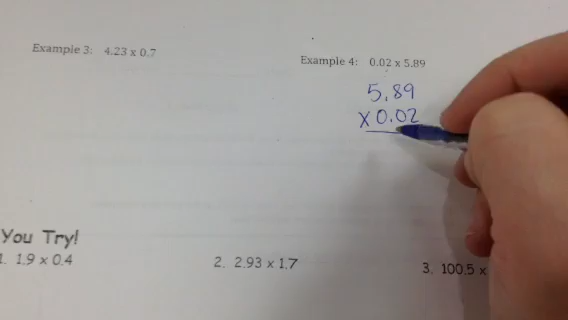 Example 3: 4.23 x 0.7
Example 4: 0.02 x 5.89
5.89
x 0.02
You Try!
1. 1.9 x 0.4
2. 2.93 x 1.7
3. 100.5 x